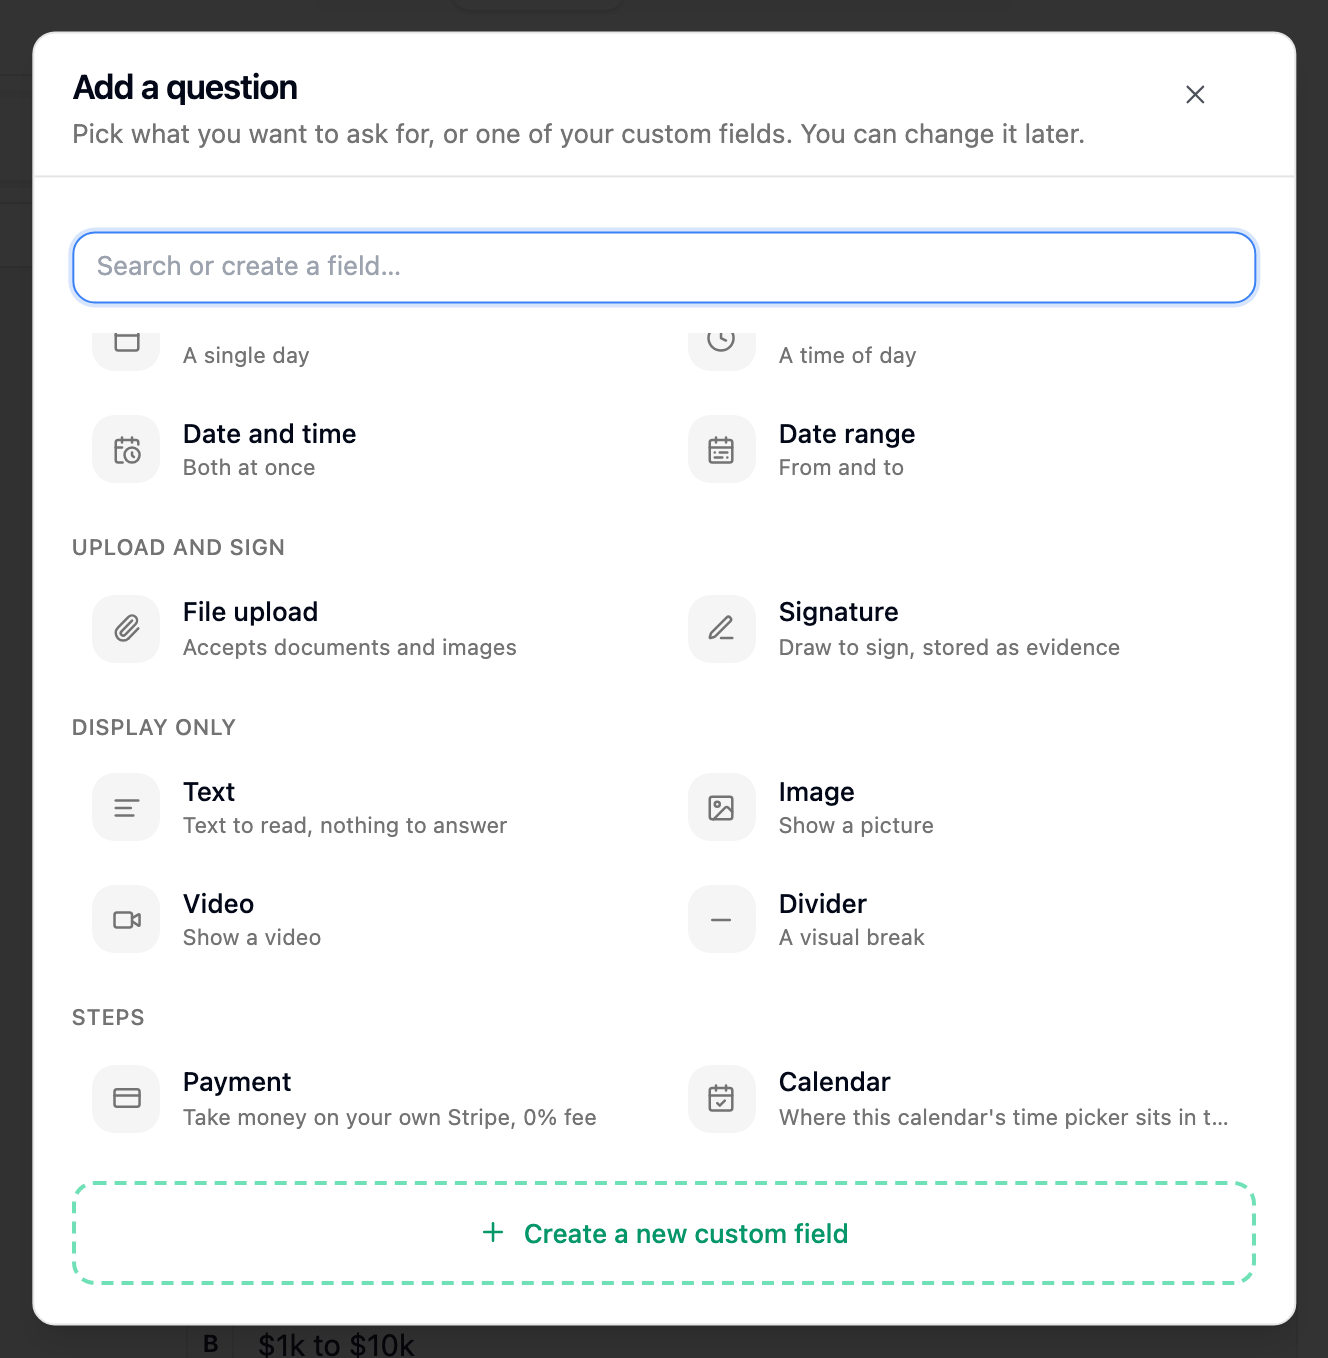 Add a question
Pick what you want to ask for, or one of your custom fields. You can change it later.
Search or create a field...
A single day
A time of day
Date and time
Both at once
Date range
From and to
UPLOAD AND SIGN
File upload
Accepts documents and images
Signature
Draw to sign, stored as evidence
DISPLAY ONLY
Text
Text to read, nothing to answer
Image
Show a picture
Video
Show a video
Divider
A visual break
STEPS
Payment
Take money on your own Stripe, 0% fee
Calendar
Where this calendar's time picker sits in t...
+ Create a new custom field
B $1k to $10k